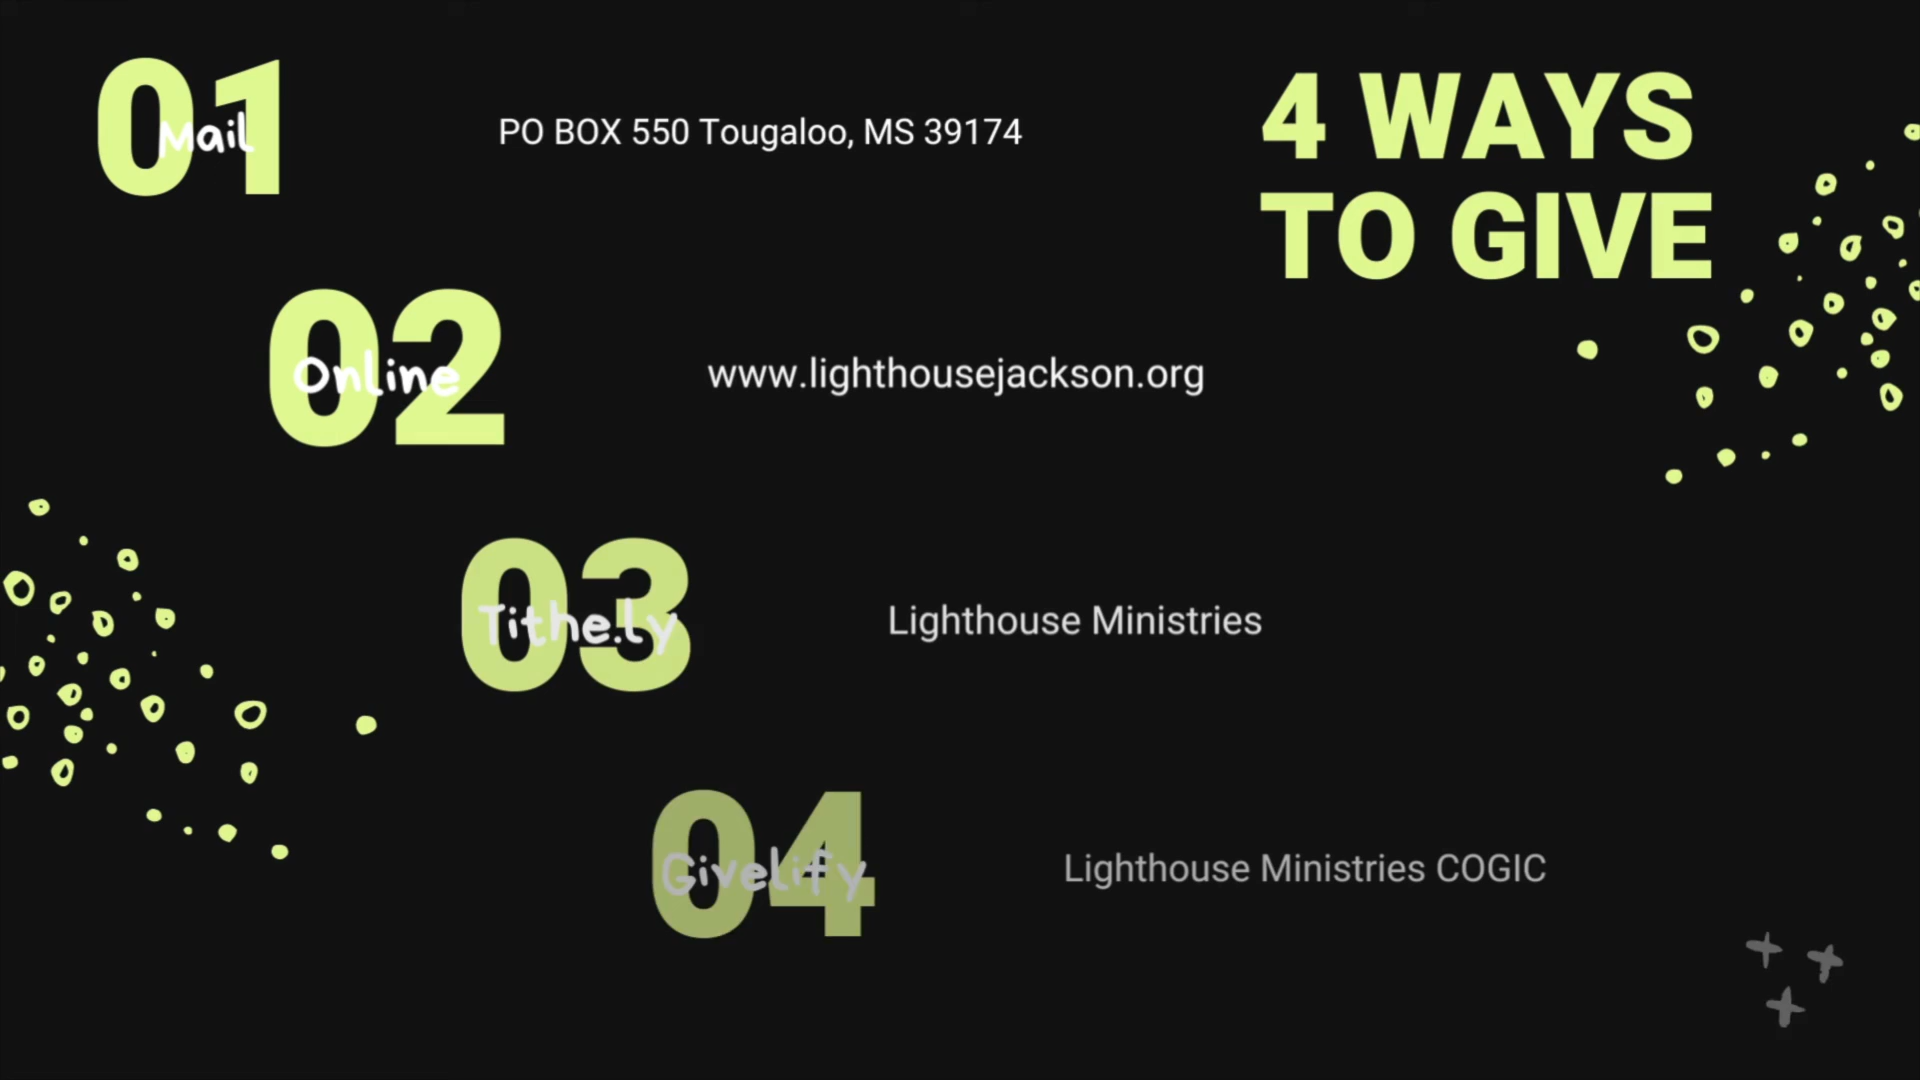 4 WAYS
TO GIVE
01
Mail
PO BOX 550 Tougaloo, MS 39174
02
Online
www.lighthousejackson.org
03
Tithe.ly
Lighthouse Ministries
04
Givelify
Lighthouse Ministries COGIC